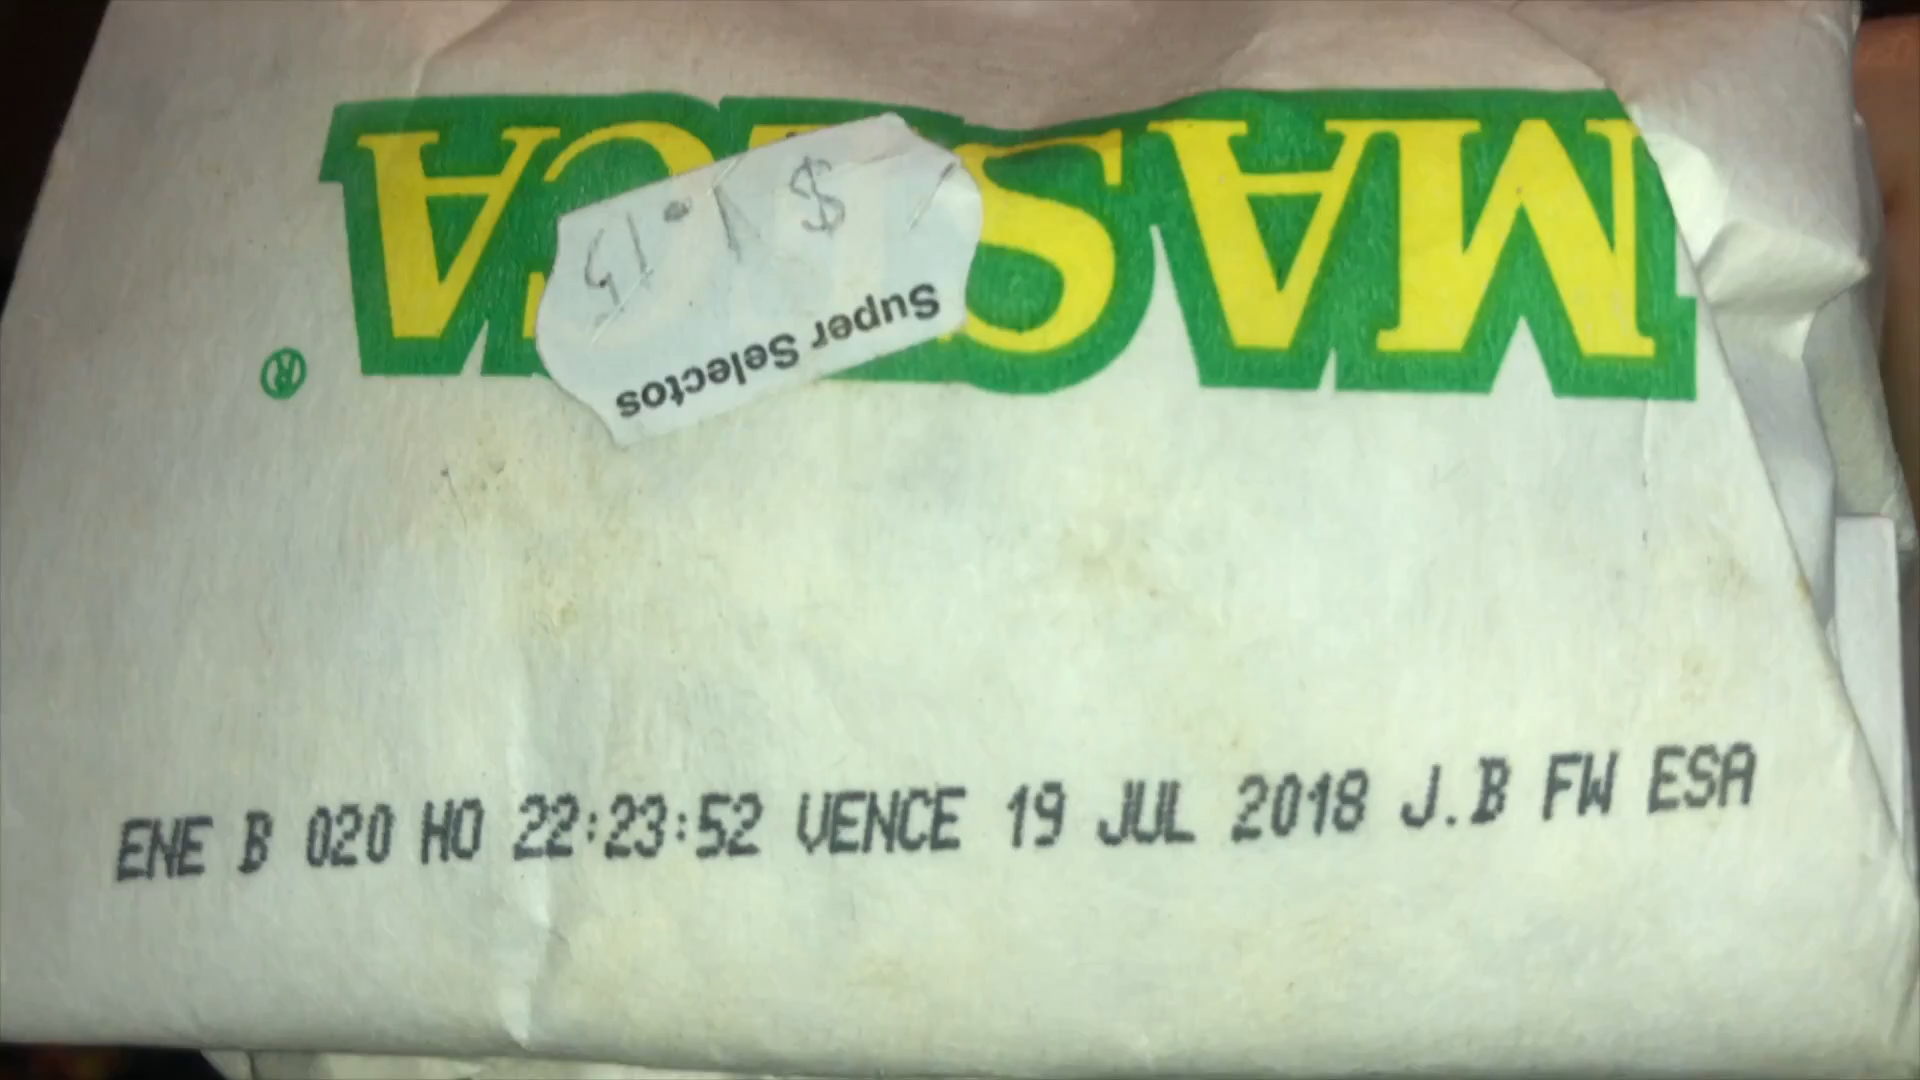 MASECA ®
$ 1.15
Super Selectos
ENE B 020 HO 22:23:52 VENCE 19 JUL 2018 J.B FW ESA